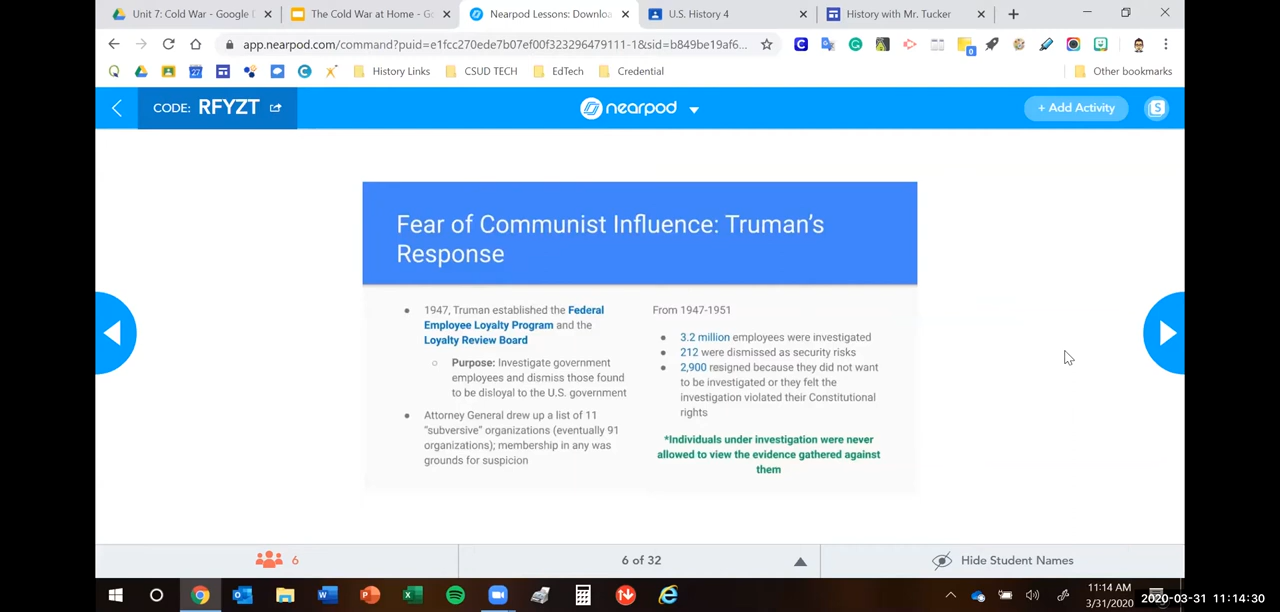 Unit 7: Cold War - Google D
The Cold War at Home - Go
Nearpod Lessons: Downloa
U.S. History 4
History with Mr. Tucker
app.nearpod.com/command?puid=e1fcc270ede7b07ef00f323296479111-1&sid=b849be19af6...
History Links
CSUD TECH
EdTech
Credential
Other bookmarks
CODE: RFYZT
nearpod
+ Add Activity
S
Fear of Communist Influence: Truman's
Response
• 1947, Truman established the Federal
Employee Loyalty Program and the
Loyalty Review Board
○ Purpose: Investigate government
employees and dismiss those found
to be disloyal to the U.S. government
• Attorney General drew up a list of 11
"subversive" organizations (eventually 91
organizations); membership in any was
grounds for suspicion
From 1947-1951
• 3.2 million employees were investigated
• 212 were dismissed as security risks
• 2,900 resigned because they did not want
to be investigated or they felt the
investigation violated their Constitutional
rights
*Individuals under investigation were never
allowed to view the evidence gathered against
them
6
6 of 32
Hide Student Names
11:14 AM
3/31/2020
2020-03-31 11:14:30